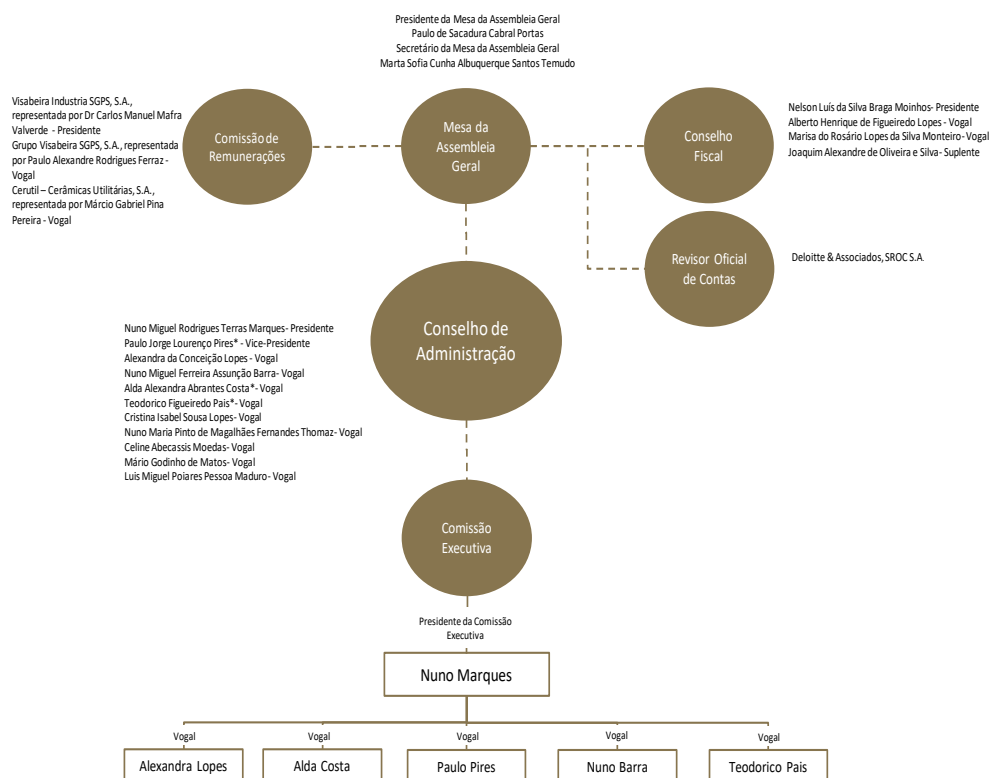 Presidente da Mesa da Assembleia Geral
Paulo de Sacadura Cabral Portas
Secretário da Mesa da Assembleia Geral
Marta Sofia Cunha Albuquerque Santos Temudo
Visabeira Industria SGPS, S.A.,
representada por Dr Carlos Manuel Mafra
Valverde - Presidente
Grupo Visabeira SGPS, S.A., representada
por Paulo Alexandre Rodrigues Ferraz -
Vogal
Cerutil – Cerâmicas Utilitárias, S.A.,
representada por Márcio Gabriel Pina
Pereira - Vogal
Comissão de
Remunerações
Mesa da
Assembleia
Geral
Conselho
Fiscal
Nelson Luís da Silva Braga Moinhos- Presidente
Alberto Henrique de Figueiredo Lopes - Vogal
Marisa do Rosário Lopes da Silva Monteiro- Vogal
Joaquim Alexandre de Oliveira e Silva- Suplente
Revisor Oficial
de Contas
Deloitte & Associados, SROC S.A.
Conselho de
Administração
Nuno Miguel Rodrigues Terras Marques- Presidente
Paulo Jorge Lourenço Pires* - Vice-Presidente
Alexandra da Conceição Lopes - Vogal
Nuno Miguel Ferreira Assunção Barra- Vogal
Alda Alexandra Abrantes Costa*- Vogal
Teodorico Figueiredo Pais*- Vogal
Cristina Isabel Sousa Lopes- Vogal
Nuno Maria Pinto de Magalhães Fernandes Thomaz- Vogal
Celine Abecassis Moedas- Vogal
Mário Godinho de Matos- Vogal
Luis Miguel Poiares Pessoa Maduro- Vogal
Comissão
Executiva
Presidente da Comissão
Executiva
Nuno Marques
Vogal
Alexandra Lopes
Vogal
Alda Costa
Vogal
Paulo Pires
Vogal
Nuno Barra
Vogal
Teodorico Pais